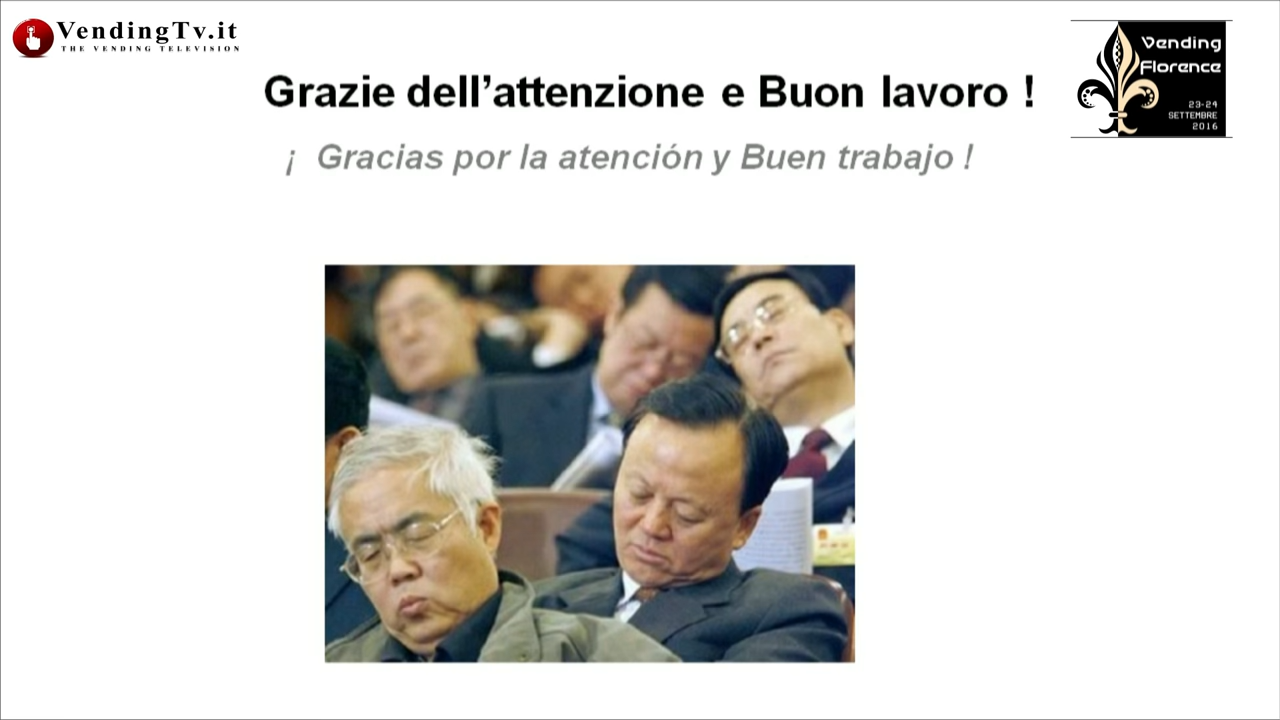 VendingTv.it
THE VENDING TELEVISION
Grazie dell'attenzione e Buon lavoro !
¡ Gracias por la atención y Buen trabajo !
Vending
Florence
23-24
SETTEMBRE
2016